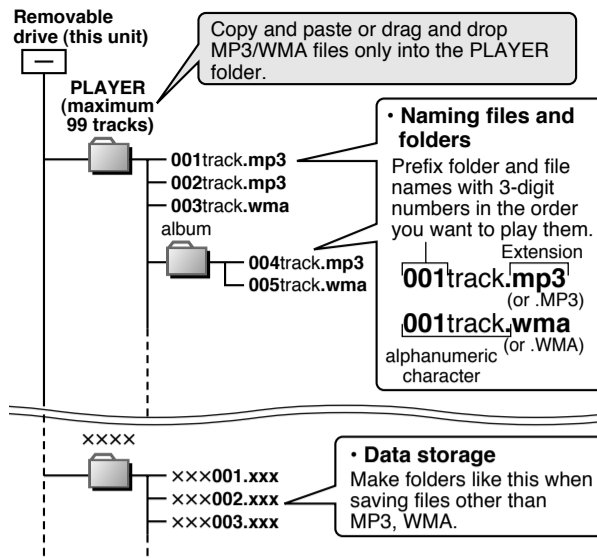 Removable
drive (this unit)
Copy and paste or drag and drop
MP3/WMA files only into the PLAYER
folder.
PLAYER
(maximum
99 tracks)
001track.mp3
002track.mp3
003track.wma
album
004track.mp3
005track.wma
· Naming files and
folders
Prefix folder and file
names with 3-digit
numbers in the order
you want to play them.
Extension
001track.mp3
(or .MP3)
001track.wma
(or .WMA)
alphanumeric
character
××××
×××001.xxx
×××002.xxx
×××003.xxx
· Data storage
Make folders like this when
saving files other than
MP3, WMA.